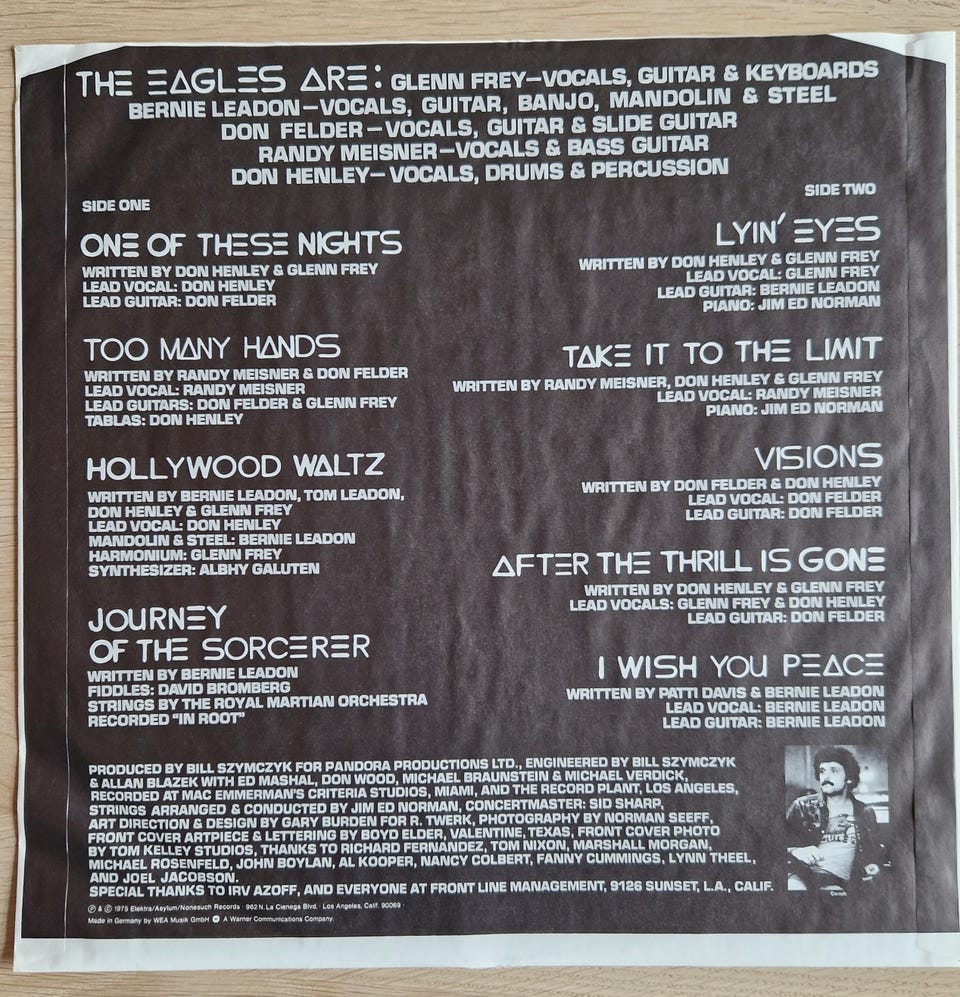 THE EAGLES ARE: GLENN FREY—VOCALS, GUITAR & KEYBOARDS
BERNIE LEADON—VOCALS, GUITAR, BANJO, MANDOLIN & STEEL
DON FELDER—VOCALS, GUITAR & SLIDE GUITAR
RANDY MEISNER—VOCALS & BASS GUITAR
DON HENLEY—VOCALS, DRUMS & PERCUSSION
SIDE ONE
ONE OF THESE NIGHTS
WRITTEN BY DON HENLEY & GLENN FREY
LEAD VOCAL: DON HENLEY
LEAD GUITAR: DON FELDER
TOO MANY HANDS
WRITTEN BY RANDY MEISNER & DON FELDER
LEAD VOCAL: RANDY MEISNER
LEAD GUITARS: DON FELDER & GLENN FREY
TABLAS: DON HENLEY
HOLLYWOOD WALTZ
WRITTEN BY BERNIE LEADON, TOM LEADON,
DON HENLEY & GLENN FREY
LEAD VOCAL: DON HENLEY
MANDOLIN & STEEL: BERNIE LEADON
HARMONIUM: GLENN FREY
SYNTHESIZER: ALBHY GALUTEN
JOURNEY
OF THE SORCERER
WRITTEN BY BERNIE LEADON
FIDDLES: DAVID BROMBERG
STRINGS BY THE ROYAL MARTIAN ORCHESTRA
RECORDED "IN ROOT"
SIDE TWO
LYIN' EYES
WRITTEN BY DON HENLEY & GLENN FREY
LEAD VOCAL: GLENN FREY
LEAD GUITAR: BERNIE LEADON
PIANO: JIM ED NORMAN
TAKE IT TO THE LIMIT
WRITTEN BY RANDY MEISNER, DON HENLEY & GLENN FREY
LEAD VOCAL: RANDY MEISNER
PIANO: JIM ED NORMAN
VISIONS
WRITTEN BY DON FELDER & DON HENLEY
LEAD VOCAL: DON FELDER
LEAD GUITAR: DON FELDER
AFTER THE THRILL IS GONE
WRITTEN BY DON HENLEY & GLENN FREY
LEAD VOCALS: GLENN FREY & DON HENLEY
LEAD GUITAR: DON FELDER
I WISH YOU PEACE
WRITTEN BY PATTI DAVIS & BERNIE LEADON
LEAD VOCAL: BERNIE LEADON
LEAD GUITAR: BERNIE LEADON
PRODUCED BY BILL SZYMCZYK FOR PANDORA PRODUCTIONS LTD., ENGINEERED BY BILL SZYMCZYK
& ALLAN BLAZEK WITH ED MASHAL, DON WOOD, MICHAEL BRAUNSTEIN & MICHAEL VERDICK,
RECORDED AT MAC EMMERMAN'S CRITERIA STUDIOS, MIAMI, AND THE RECORD PLANT, LOS ANGELES,
STRINGS ARRANGED & CONDUCTED BY JIM ED NORMAN, CONCERTMASTER: SID SHARP,
ART DIRECTION & DESIGN BY GARY BURDEN FOR R. TWERK, PHOTOGRAPHY BY NORMAN SEEFF,
FRONT COVER ARTPIECE & LETTERING BY BOYD ELDER, VALENTINE, TEXAS, FRONT COVER PHOTO
BY TOM KELLEY STUDIOS, THANKS TO RICHARD FERNANDEZ, TOM NIXON, MARSHALL MORGAN,
MICHAEL ROSENFELD, JOHN BOYLAN, AL KOOPER, NANCY COLBERT, FANNY CUMMINGS, LYNN THEEL,
AND JOEL JACOBSON.
SPECIAL THANKS TO IRV AZOFF, AND EVERYONE AT FRONT LINE MANAGEMENT, 9126 SUNSET, L.A., CALIF.
℗ & © 1975 Elektra/Asylum/Nonesuch Records · 962 N. La Cienega Blvd. · Los Angeles, Calif. 90069 ·
Made in Germany by WEA Musik GmbH A Warner Communications Company.